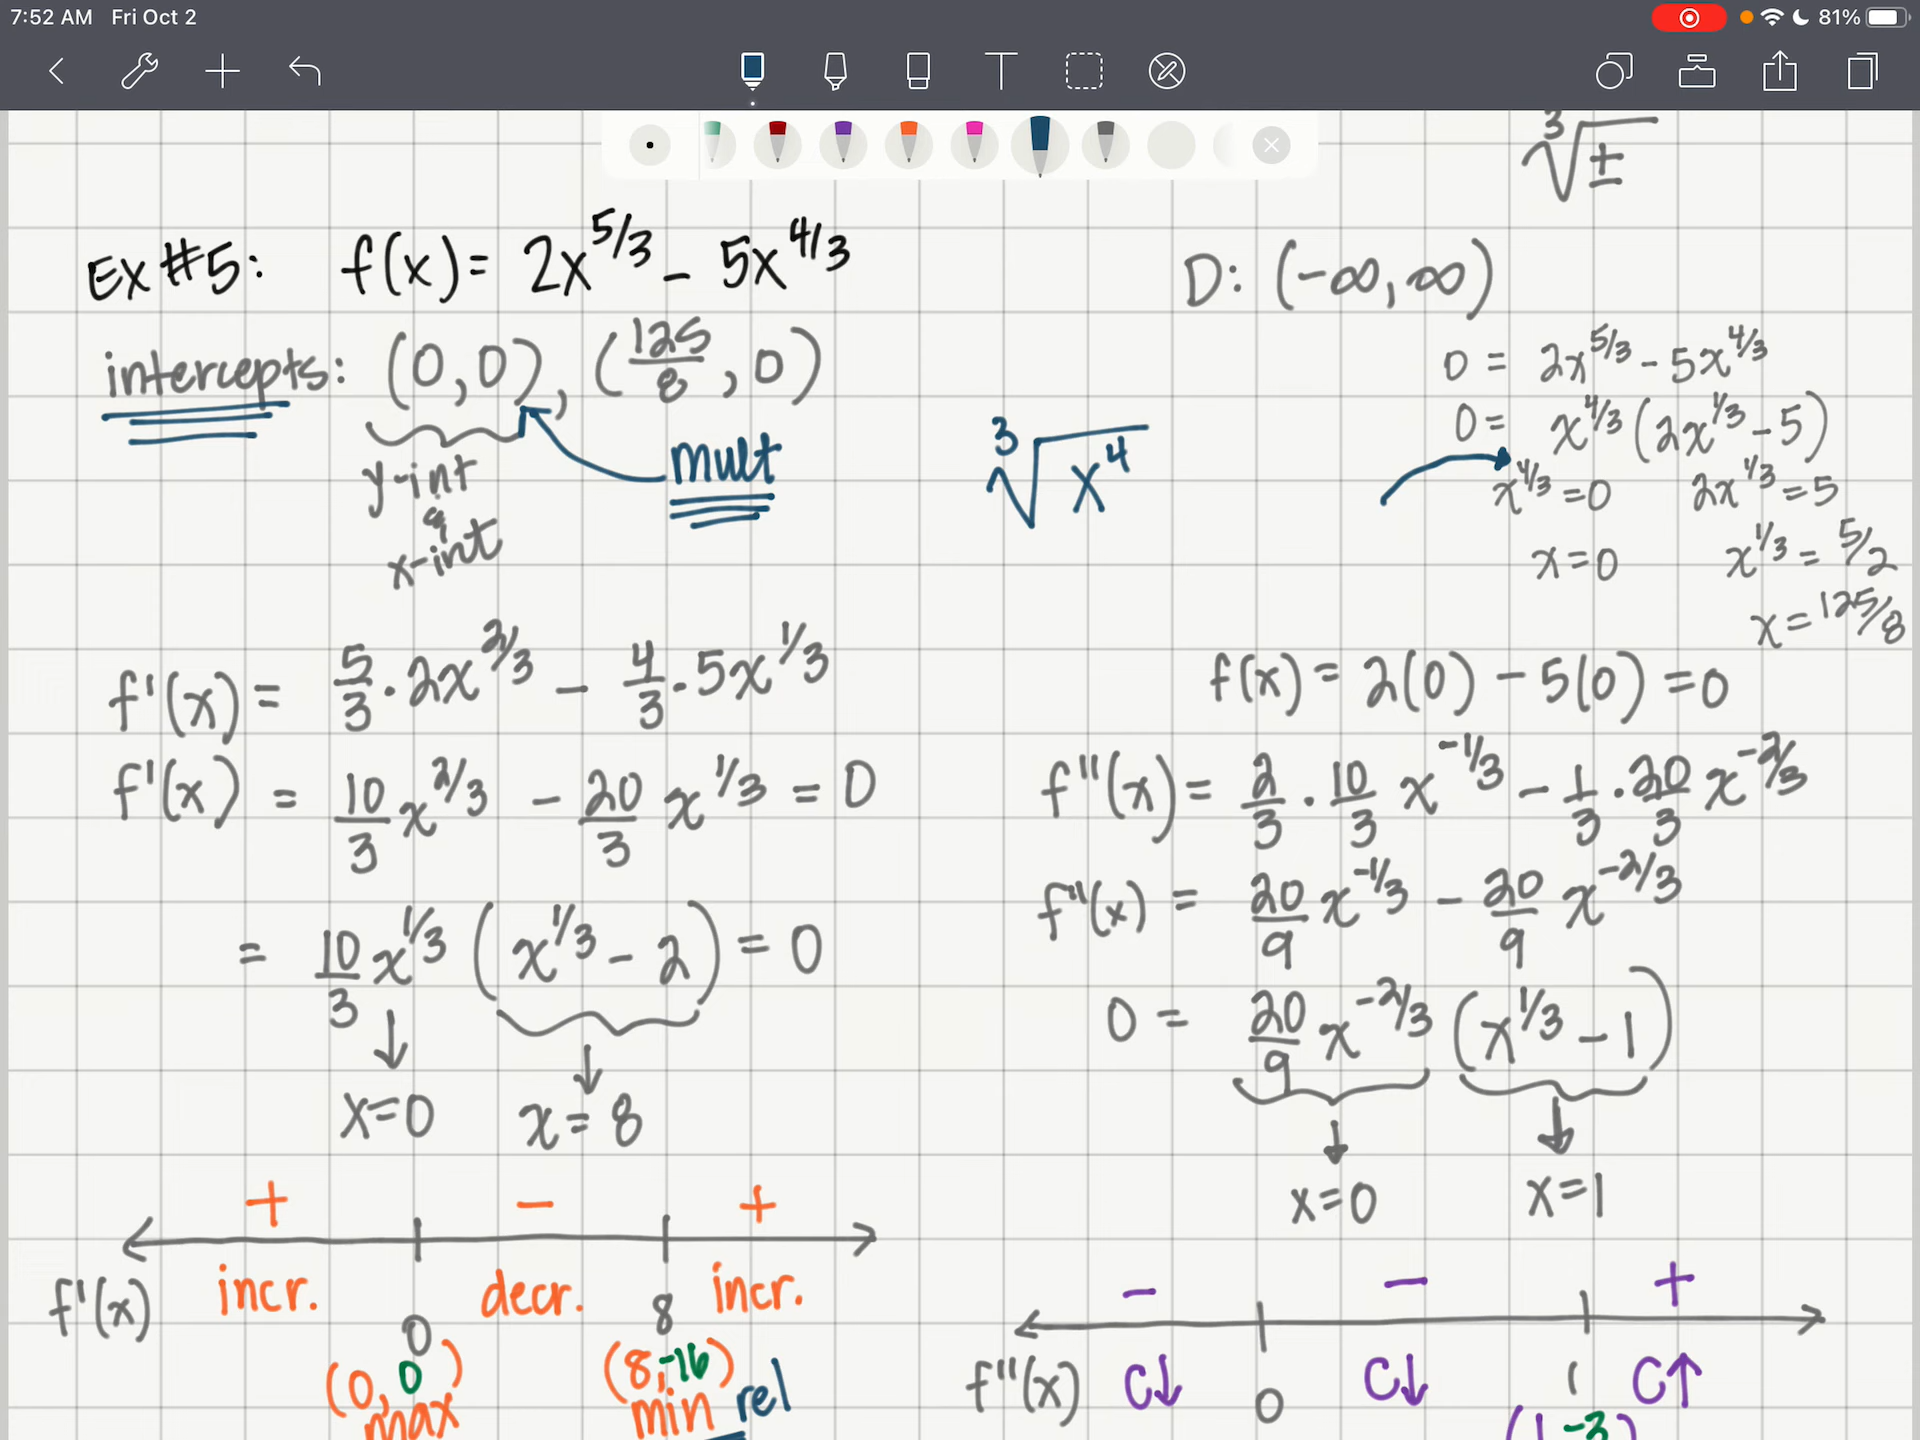 7:52 AM Fri Oct 2 81%
∛±
Ex #5: f(x) = 2x^5/3 - 5x^4/3
D: (-∞, ∞)
intercepts: (0,0), (125/8, 0)
y-int & x-int
mult
∛x^4
0 = 2x^5/3 - 5x^4/3
0 = x^4/3 (2x^1/3 - 5)
x^4/3 = 0 2x^1/3 = 5
x = 0 x^1/3 = 5/2
x = 125/8
f'(x) = 5/3 · 2x^2/3 - 4/3 · 5x^1/3
f'(x) = 10/3 x^2/3 - 20/3 x^1/3 = 0
= 10/3 x^1/3 (x^1/3 - 2) = 0
↓ ↓
x=0 x = 8
+ - +
f'(x) incr. decr. incr.
0 8
(0, 0) (8, -16)
max min rel
f(x) = 2(0) - 5(0) = 0
f''(x) = 2/3 · 10/3 x^-1/3 - 1/3 · 20/3 x^-2/3
f''(x) = 20/9 x^-1/3 - 20/9 x^-2/3
0 = 20/9 x^-2/3 (x^1/3 - 1)
↓ ↓
x=0 x=1
- - +
f''(x) C↓ C↓ C↑
0 1
(1, -3)